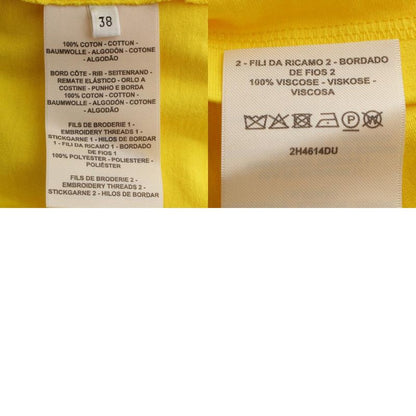 38
100% COTON - COTTON -
BAUMWOLLE - ALGODON - COTONE
- ALGODÃO
BORD CÔTE - RIB - SEITENRAND -
REMATE ELÁSTICO - ORLO A
COSTINE - PUNHO E BORDA
100% COTON - COTTON -
BAUMWOLLE - ALGODON - COTONE
- ALGODÃO
FILS DE BRODERIE 1 -
EMBROIDERY THREADS 1 -
STICKGARNE 1 - HILOS DE BORDAR
1 - FILI DA RICAMO 1 - BORDADO
DE FIOS 1
100% POLYESTER - POLIESTERE -
POLIÉSTER
FILS DE BRODERIE 2 -
EMBROIDERY THREADS 2 -
STICKGARNE 2 - HILOS DE BORDAR
2 - FILI DA RICAMO 2 - BORDADO
DE FIOS 2
100% VISCOSE - VISKOSE -
VISCOSA
P
W
2H4614DU